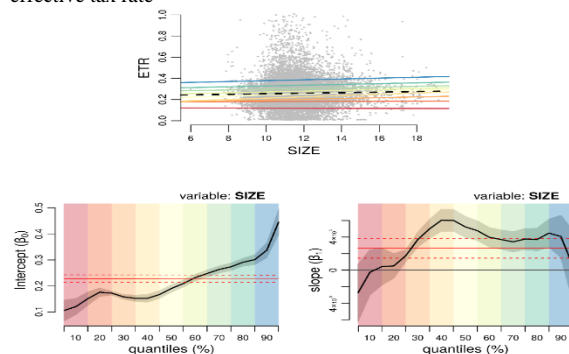 effective tax rate
ETR
0.0 0.2 0.4 0.6 0.8 1.0
6 8 10 12 14 16 18
SIZE
variable: SIZE
Intercept (β₀)
0.1 0.2 0.3 0.4 0.5
10 20 30 40 50 60 70 80 90
quantiles (%)
variable: SIZE
slope (β₁)
0
10 20 30 40 50 60 70 80 90
quantiles (%)